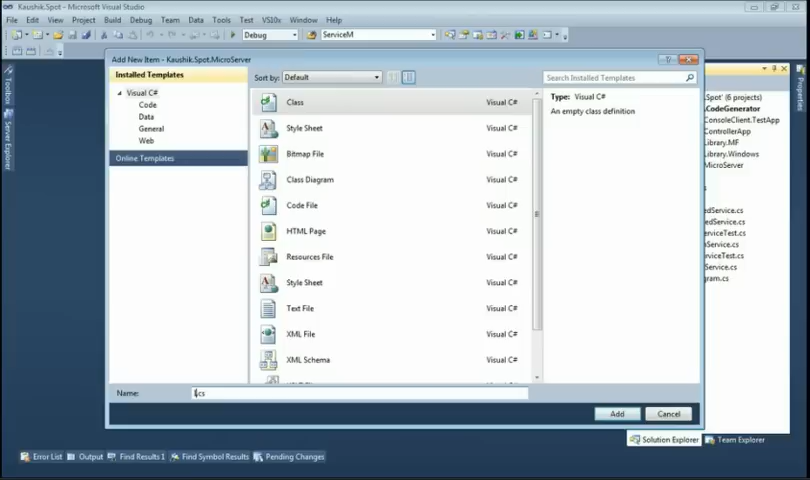 Kaushik.Spot - Microsoft Visual Studio
File Edit View Project Build Debug Team Data Tools Test VS10x Window Help
Debug ServiceM
Toolbox
Server Explorer
Properties
Add New Item - Kaushik.Spot.MicroServer
Installed Templates
Visual C#
Code
Data
General
Web
Online Templates
Sort by: Default
Search Installed Templates
Class Visual C#
Style Sheet Visual C#
Bitmap File Visual C#
Class Diagram Visual C#
Code File Visual C#
HTML Page Visual C#
Resources File Visual C#
Style Sheet Visual C#
Text File Visual C#
XML File Visual C#
XML Schema Visual C#
Type: Visual C#
An empty class definition
Spot' (6 projects)
.CodeGenerator
ConsoleClient.TestApp
ControllerApp
Library.MF
Library.Windows
MicroServer
edService.cs
edService.cs
erviceTest.cs
nService.cs
erviceTest.cs
Service.cs
gram.cs
Name: I.cs
Add Cancel
Solution Explorer Team Explorer
Error List Output Find Results 1 Find Symbol Results Pending Changes